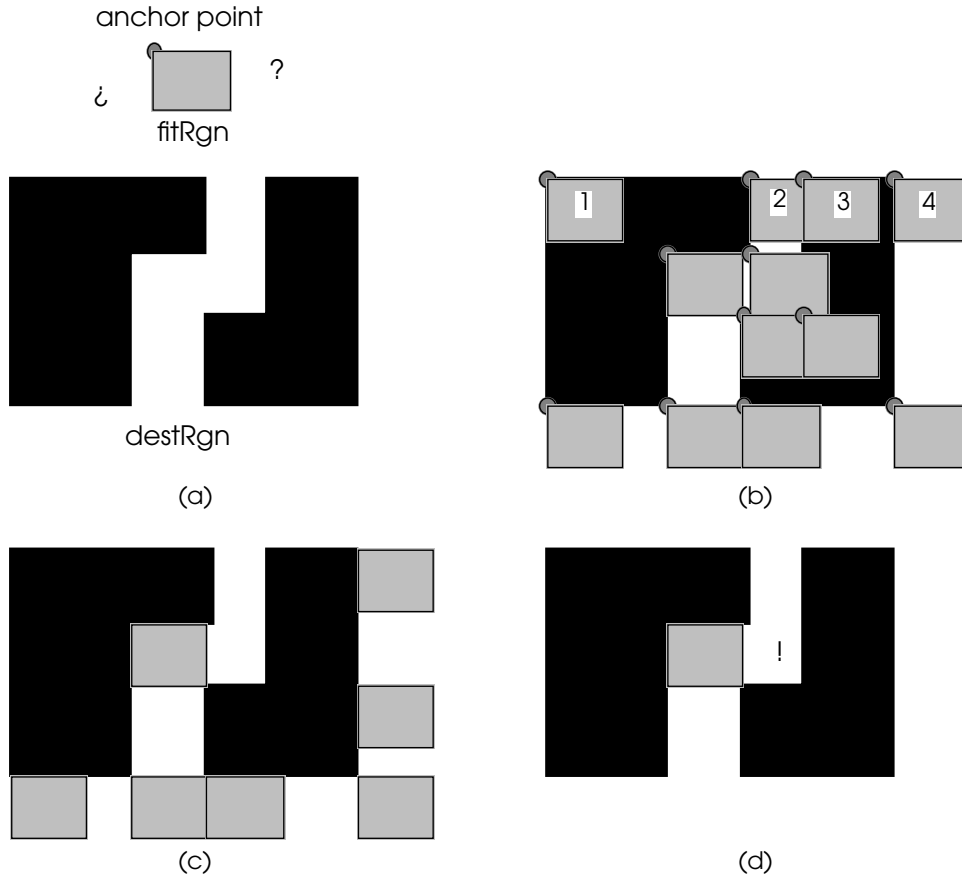 anchor point
¿ ?
fitRgn
1 2 3 4
destRgn
(a) (b)
!
(c) (d)